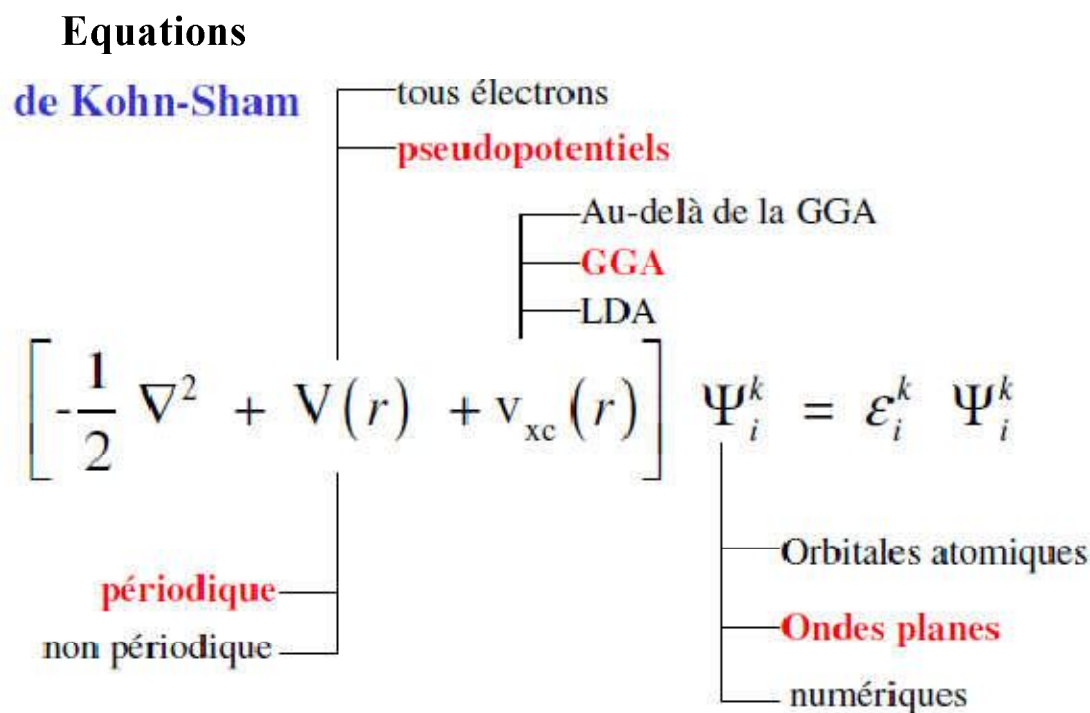 Equations
de Kohn-Sham
tous électrons
pseudopotentiels
Au-delà de la GGA
GGA
LDA
[ -1/2 ∇² + V(r) + v_xc(r) ] Ψ_i^k = ε_i^k Ψ_i^k
périodique
non périodique
Orbitales atomiques
Ondes planes
numériques